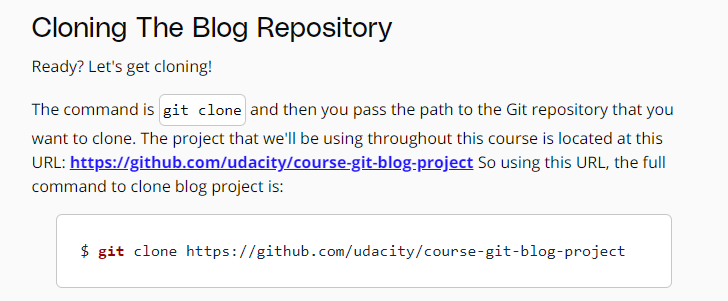 Cloning The Blog Repository
Ready? Let's get cloning!
The command is git clone and then you pass the path to the Git repository that you
want to clone. The project that we'll be using throughout this course is located at this
URL: https://github.com/udacity/course-git-blog-project So using this URL, the full
command to clone blog project is:
$ git clone https://github.com/udacity/course-git-blog-project